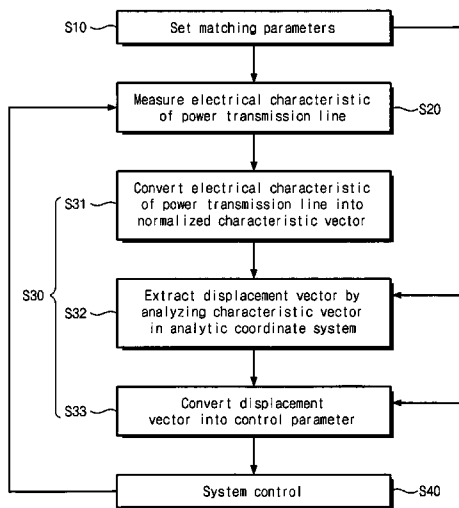 S10
Set matching parameters
Measure electrical characteristic
of power transmission line
S20
S31
Convert electrical characteristic
of power transmission line into
normalized characteristic vector
S30
S32
Extract displacement vector by
analyzing characteristic vector
in analytic coordinate system
S33
Convert displacement
vector into control parameter
System control
S40